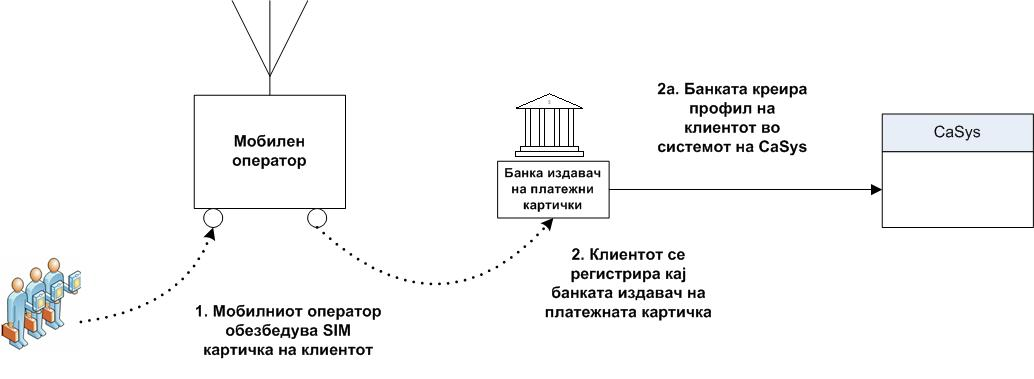 Мобилен
оператор
1. Мобилниот оператор
обезбедува SIM
картичка на клиентот
Банка издавач
на платежни
картички
2. Клиентот се
регистрира кај
банката издавач на
платежната картичка
2а. Банката креира
профил на
клиентот во
системот на CaSys
CaSys